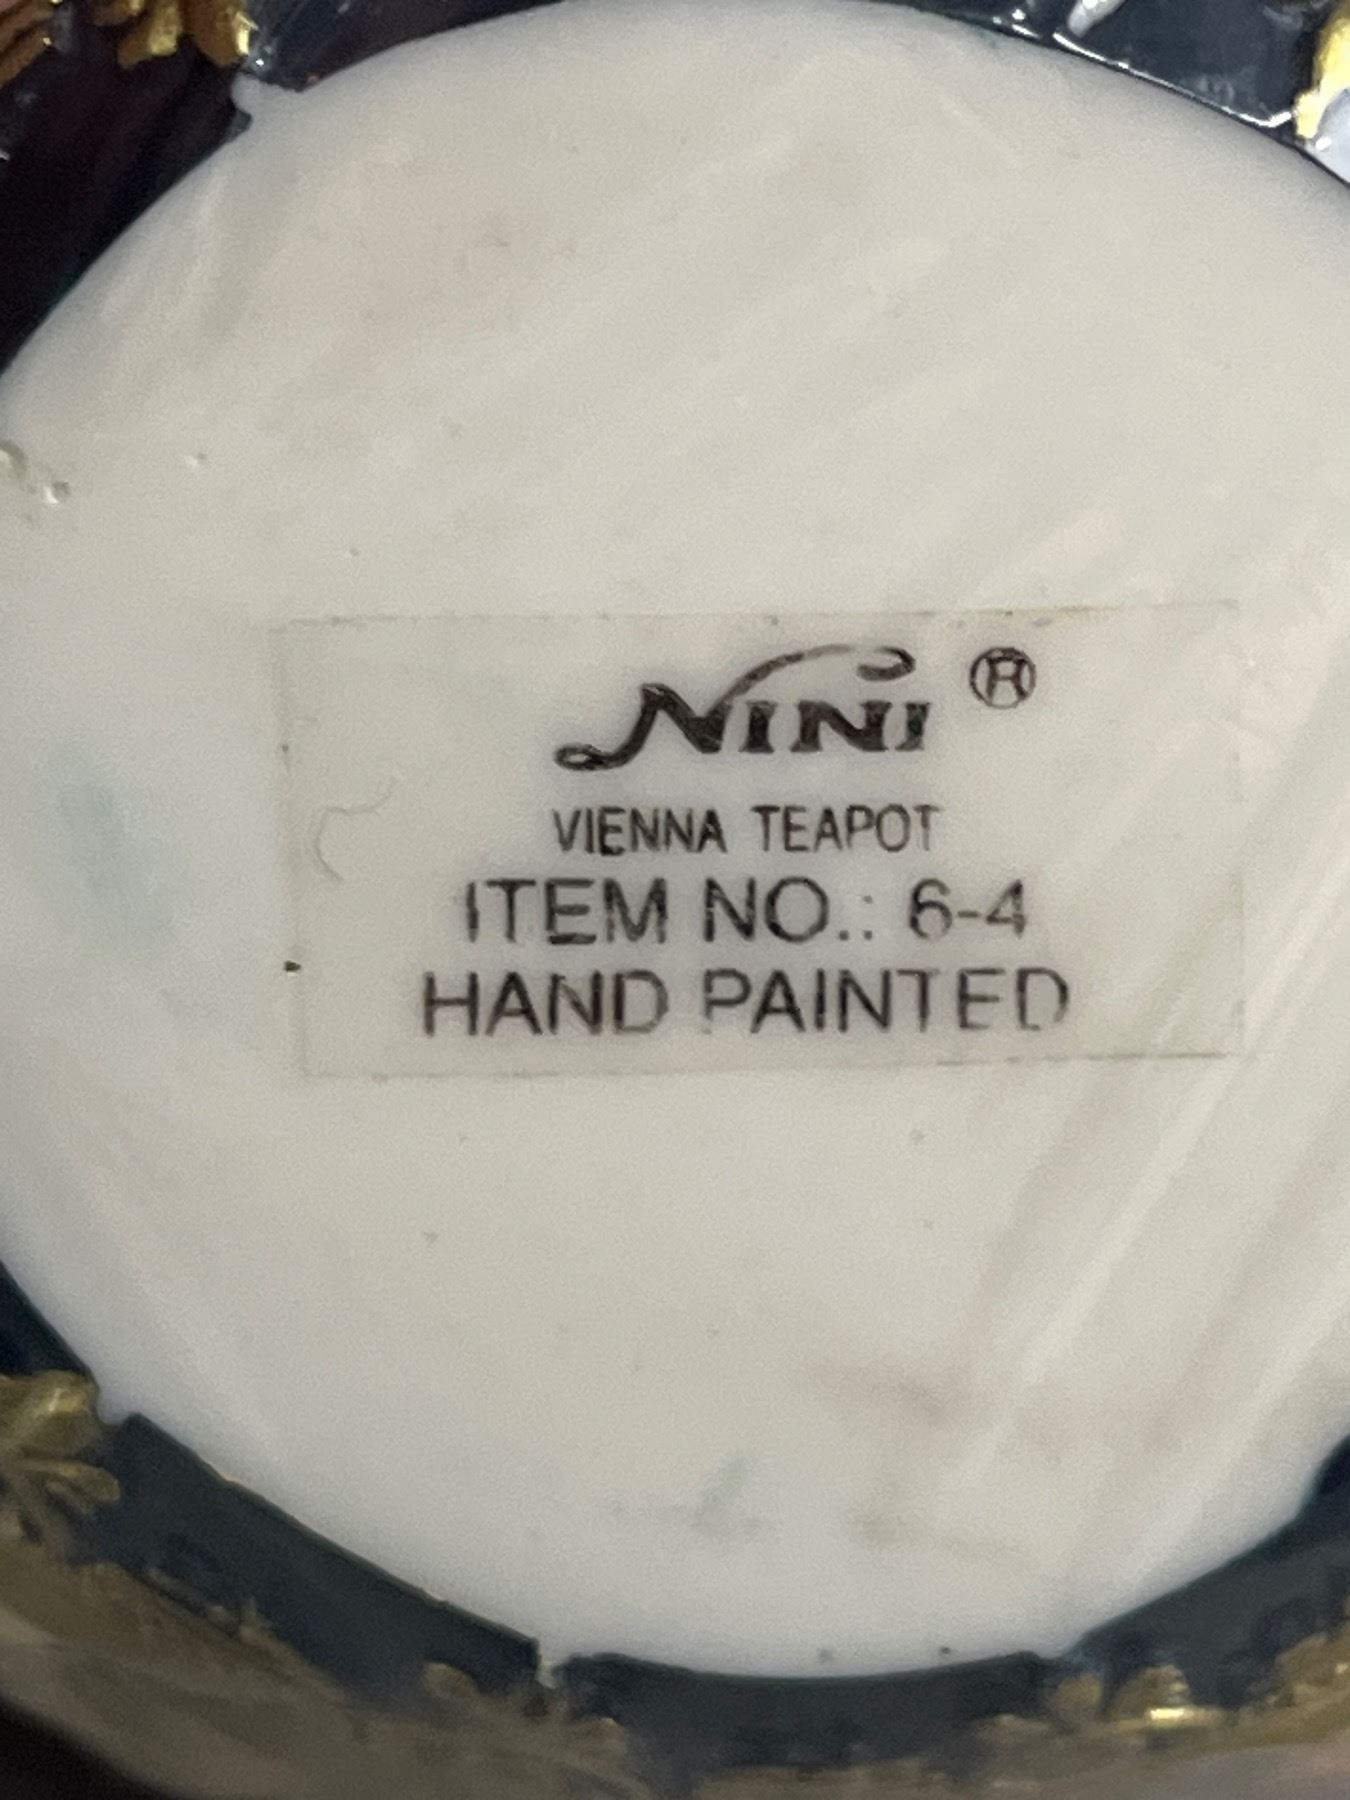 NINI ®
VIENNA TEAPOT
ITEM NO.: 6-4
HAND PAINTED